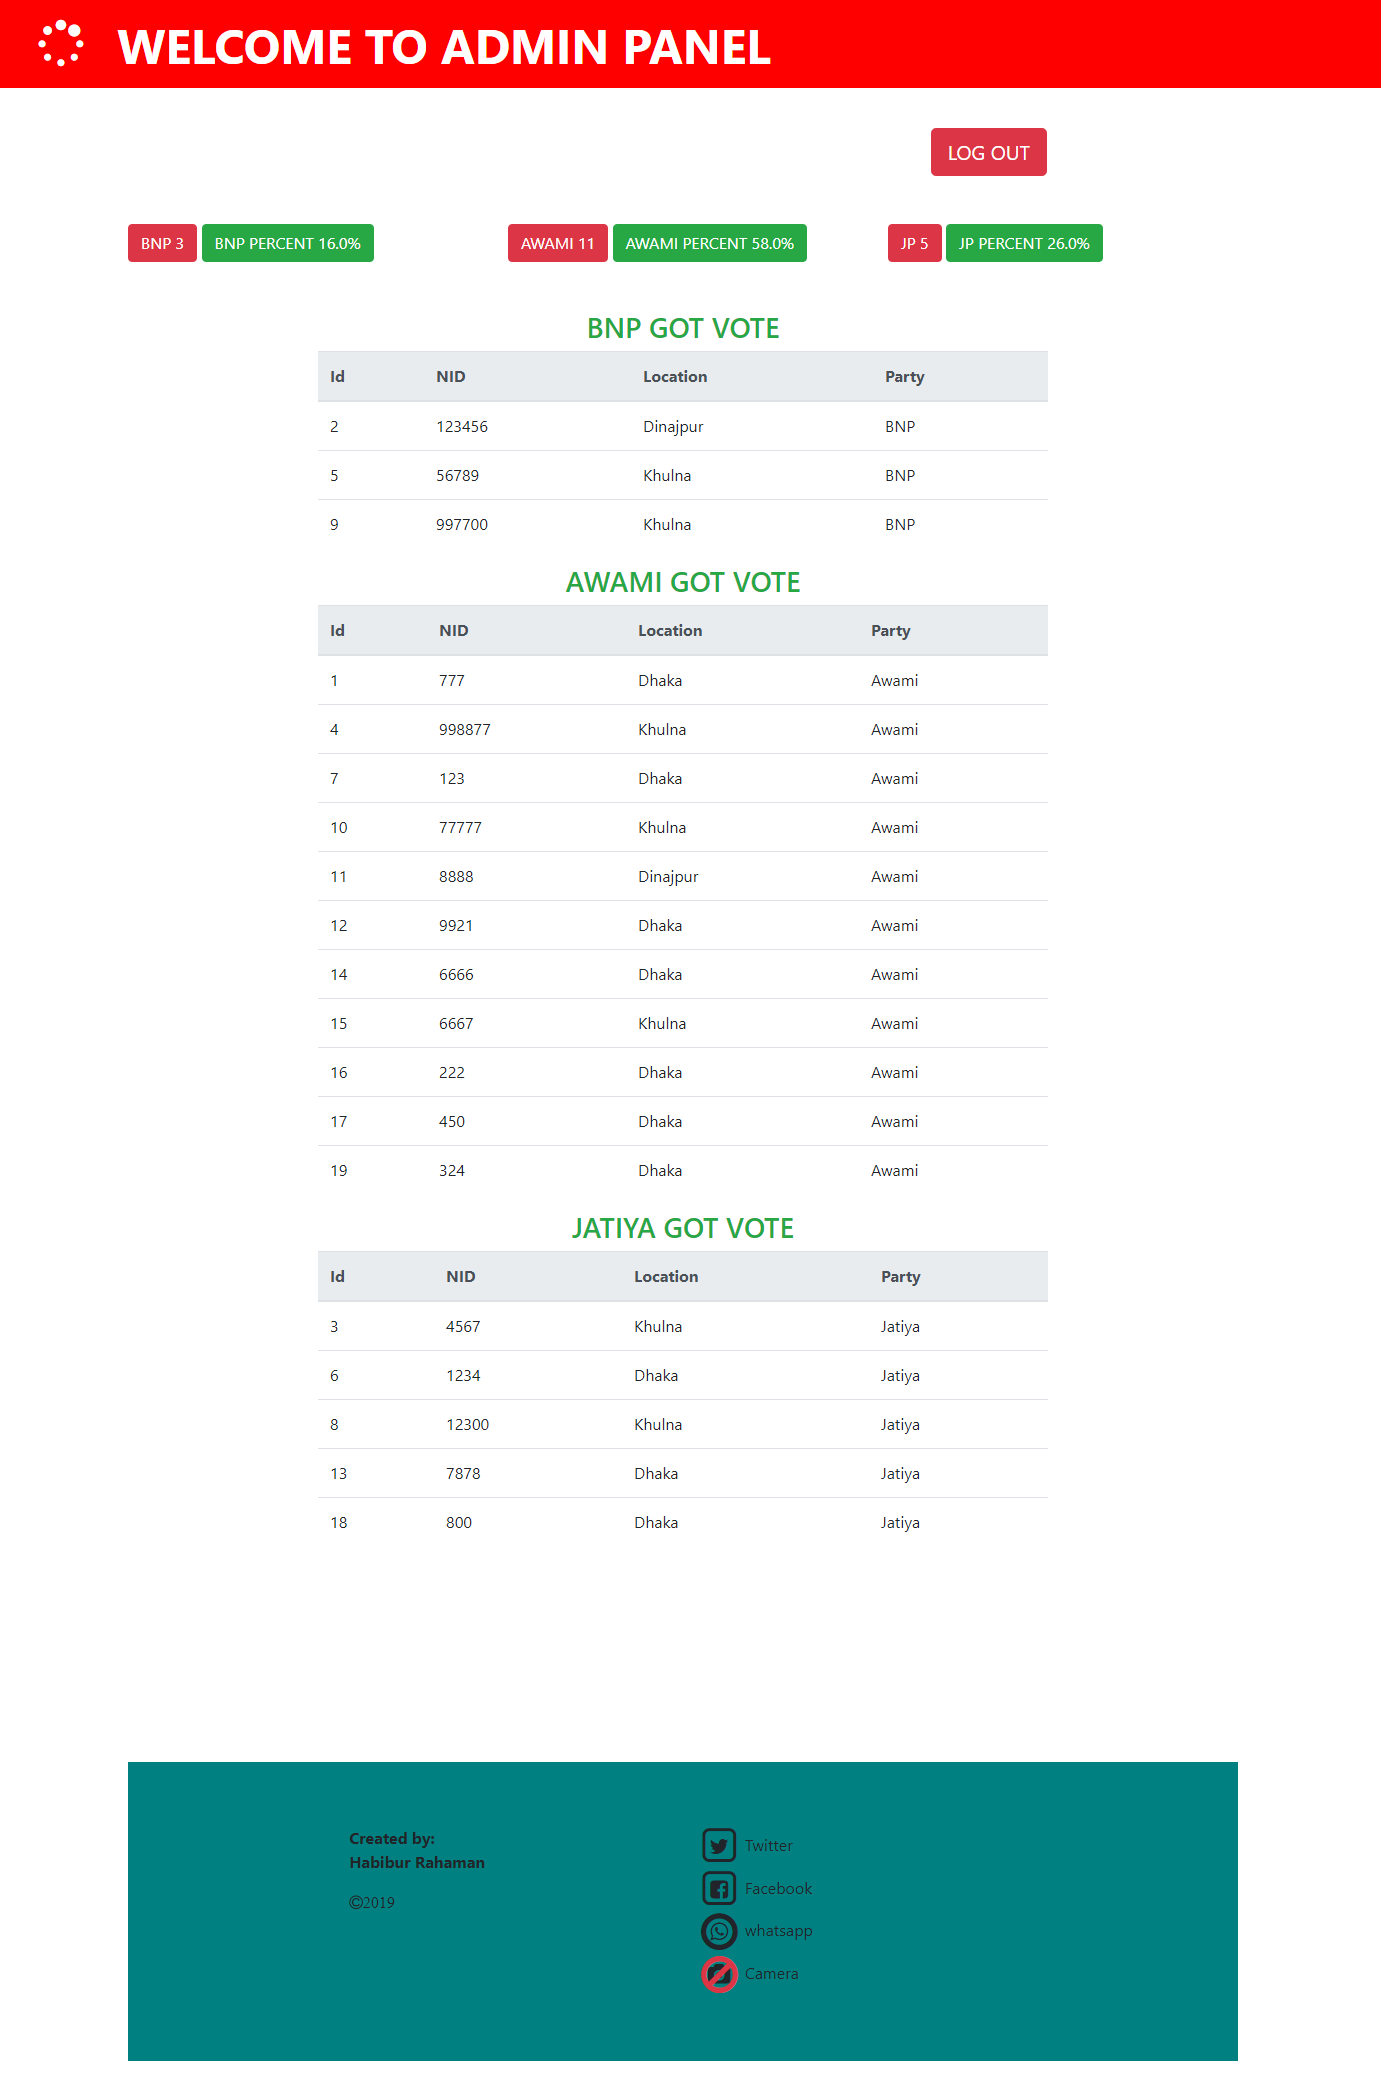 WELCOME TO ADMIN PANEL
LOG OUT
BNP 3 BNP PERCENT 16.0% AWAMI 11 AWAMI PERCENT 58.0% JP 5 JP PERCENT 26.0%
BNP GOT VOTE
Id NID Location Party
2 123456 Dinajpur BNP
5 56789 Khulna BNP
9 997700 Khulna BNP
AWAMI GOT VOTE
Id NID Location Party
1 777 Dhaka Awami
4 998877 Khulna Awami
7 123 Dhaka Awami
10 77777 Khulna Awami
11 8888 Dinajpur Awami
12 9921 Dhaka Awami
14 6666 Dhaka Awami
15 6667 Khulna Awami
16 222 Dhaka Awami
17 450 Dhaka Awami
19 324 Dhaka Awami
JATIYA GOT VOTE
Id NID Location Party
3 4567 Khulna Jatiya
6 1234 Dhaka Jatiya
8 12300 Khulna Jatiya
13 7878 Dhaka Jatiya
18 800 Dhaka Jatiya
Created by:
Habibur Rahaman
©2019
Twitter
Facebook
whatsapp
Camera